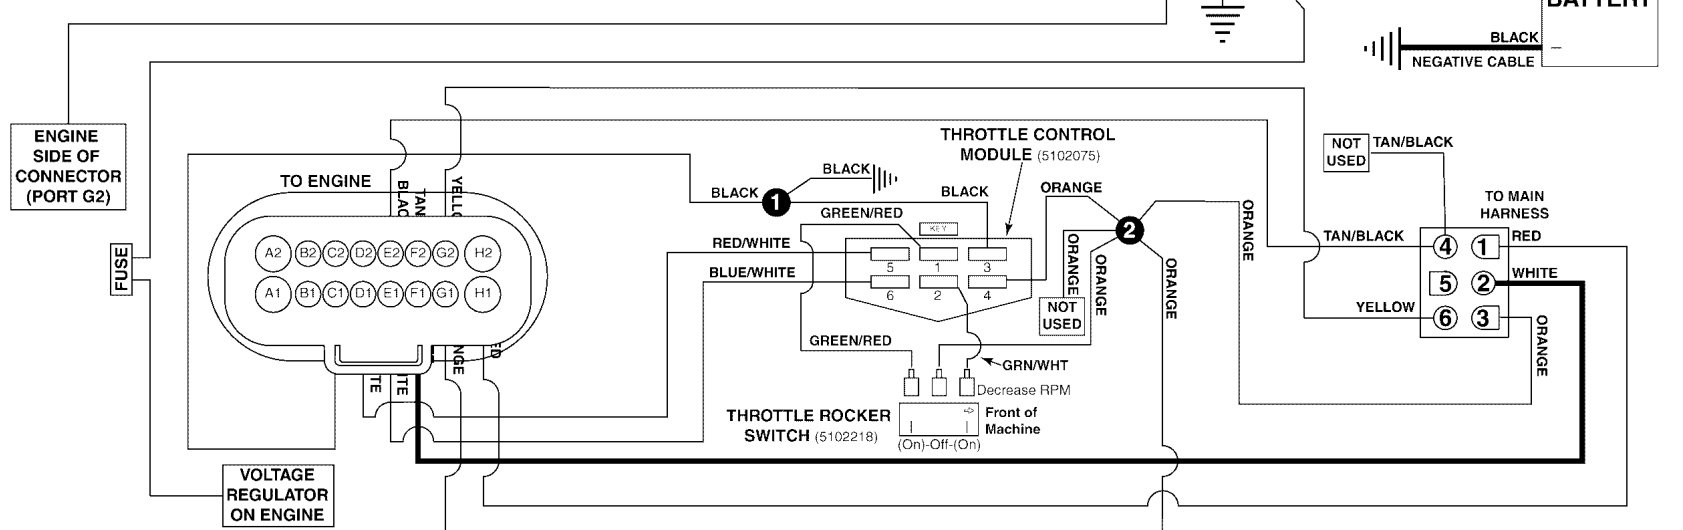 BATTERY
BLACK
–
NEGATIVE CABLE
ENGINE
SIDE OF
CONNECTOR
(PORT G2)
FUSE
TO ENGINE
A2 B2 C2 D2 E2 F2 G2 H2
A1 B1 C1 D1 E1 F1 G1 H1
VOLTAGE
REGULATOR
ON ENGINE
THROTTLE CONTROL
MODULE (5102075)
BLACK
BLACK
1
BLACK
ORANGE
GREEN/RED
KEY
RED/WHITE
BLUE/WHITE
5 1 3
6 2 4
2
ORANGE
ORANGE
ORANGE
ORANGE
NOT
USED
GREEN/RED
GRN/WHT
Decrease RPM
THROTTLE ROCKER
SWITCH (5102218)
Front of
Machine
(On)-Off-(On)
NOT
USED
TAN/BLACK
TO MAIN
HARNESS
TAN/BLACK
RED
WHITE
YELLOW
4 1
5 2
6 3
ORANGE